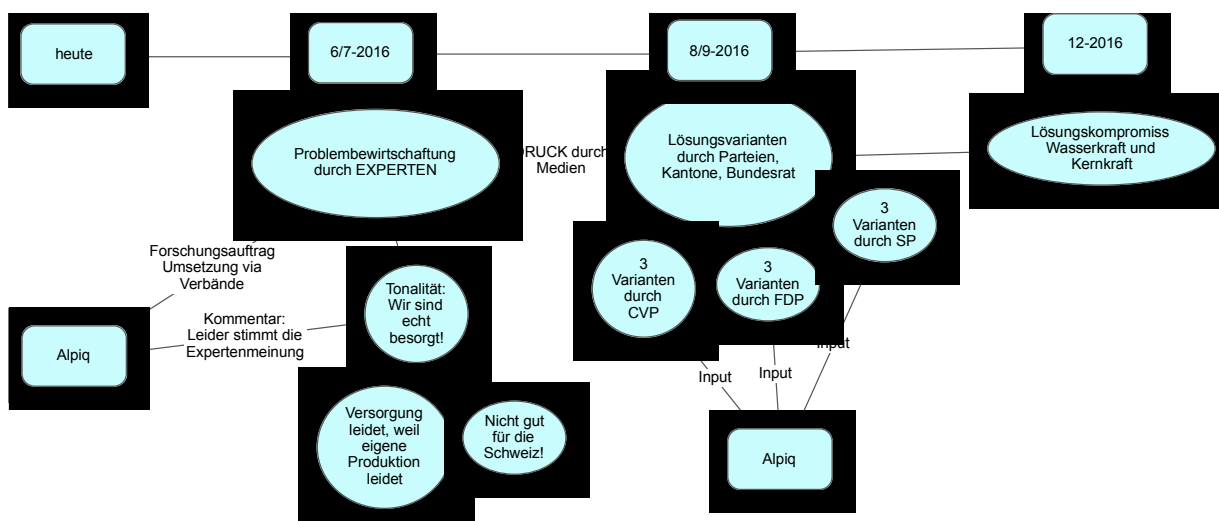 heute
6/7-2016
8/9-2016
12-2016
Problembewirtschaftung
durch EXPERTEN
RUCK durch
Medien
Lösungsvarianten
durch Parteien,
Kantone, Bundesrat
Lösungskompromiss
Wasserkraft und
Kernkraft
3
Varianten
durch SP
Forschungsauftrag
Umsetzung via
Verbände
3
Varianten
durch
CVP
3
Varianten
durch FDP
Tonalität:
Wir sind
echt
besorgt!
Kommentar:
Leider stimmt die
Expertenmeinung
Alpiq
Input
Input
Input
Versorgung
leidet, weil
eigene
Produktion
leidet
Nicht gut
für die
Schweiz!
Alpiq